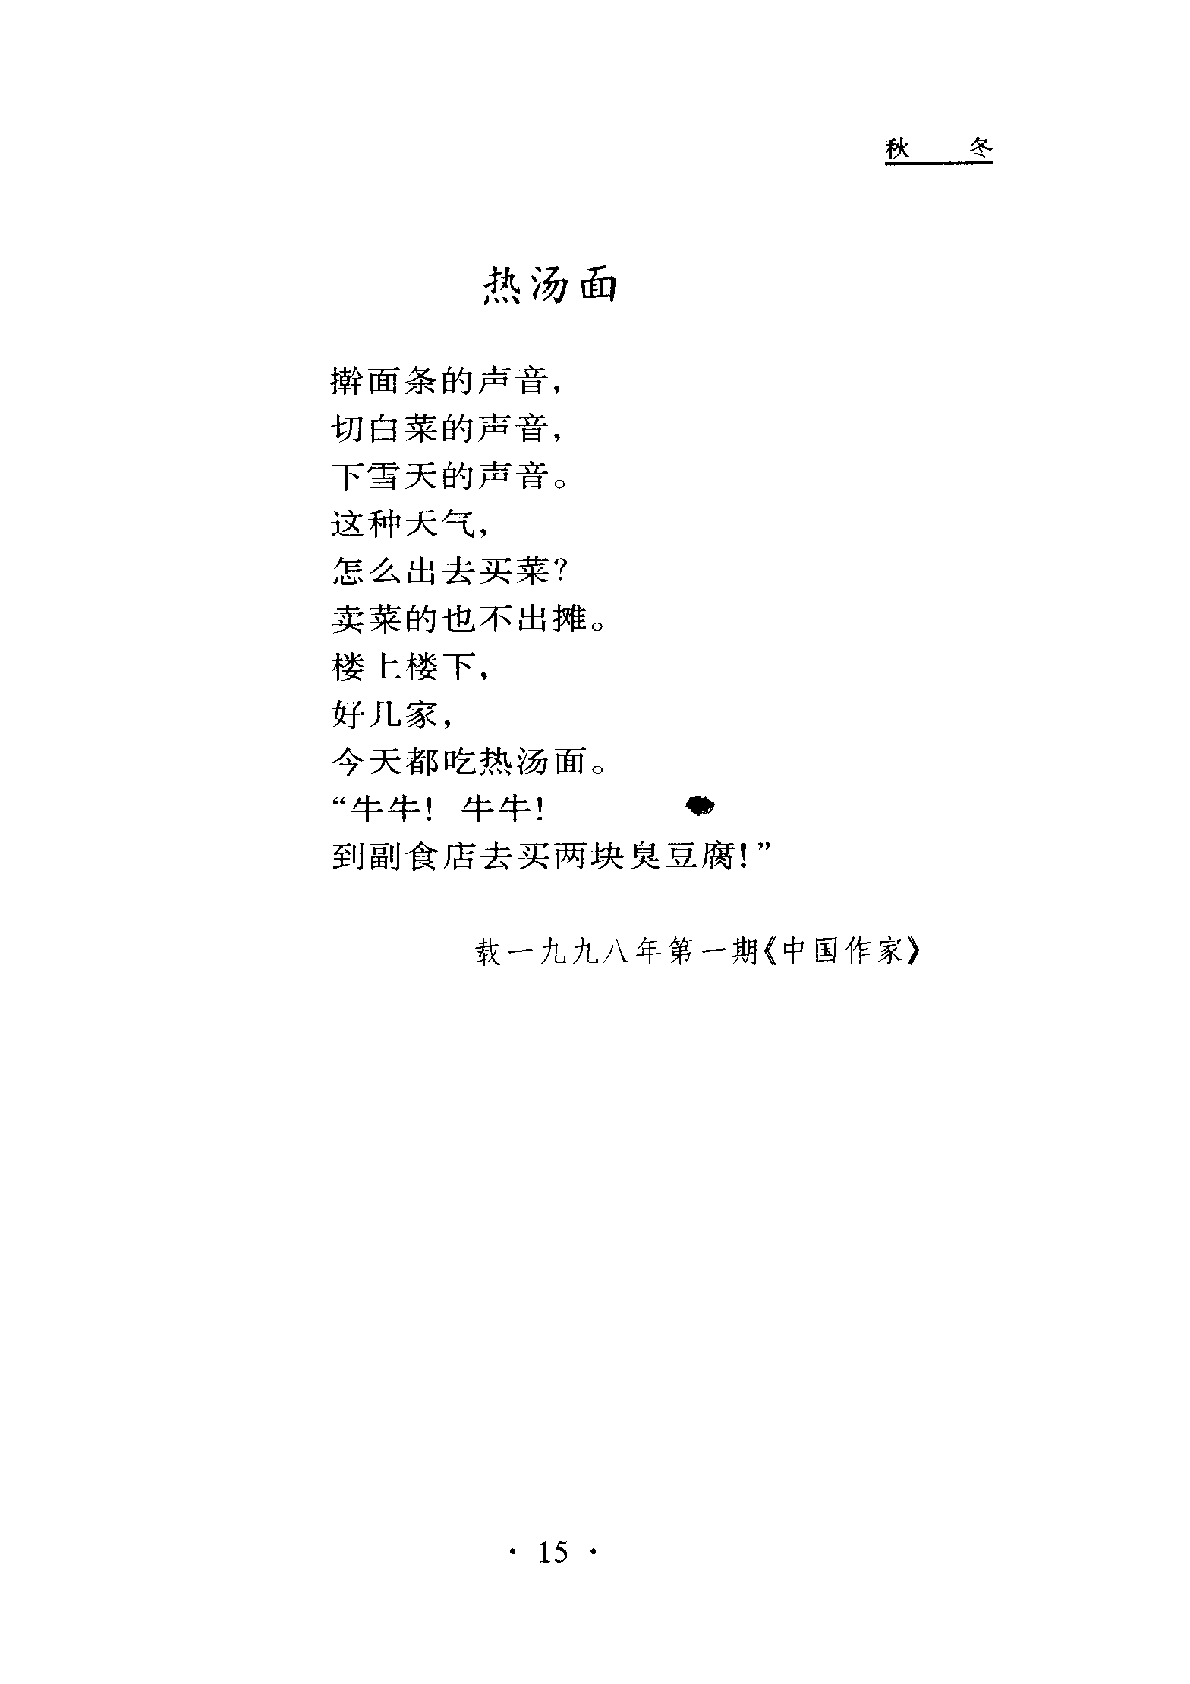 秋 冬
热汤面
擀面条的声音，
切白菜的声音，
下雪天的声音。
这种天气，
怎么出去买菜？
卖菜的也不出摊。
楼上楼下，
好几家，
今天都吃热汤面。
“牛牛！牛牛！
到副食店去买两块臭豆腐！”
载一九九八年第一期《中国作家》
· 15 ·